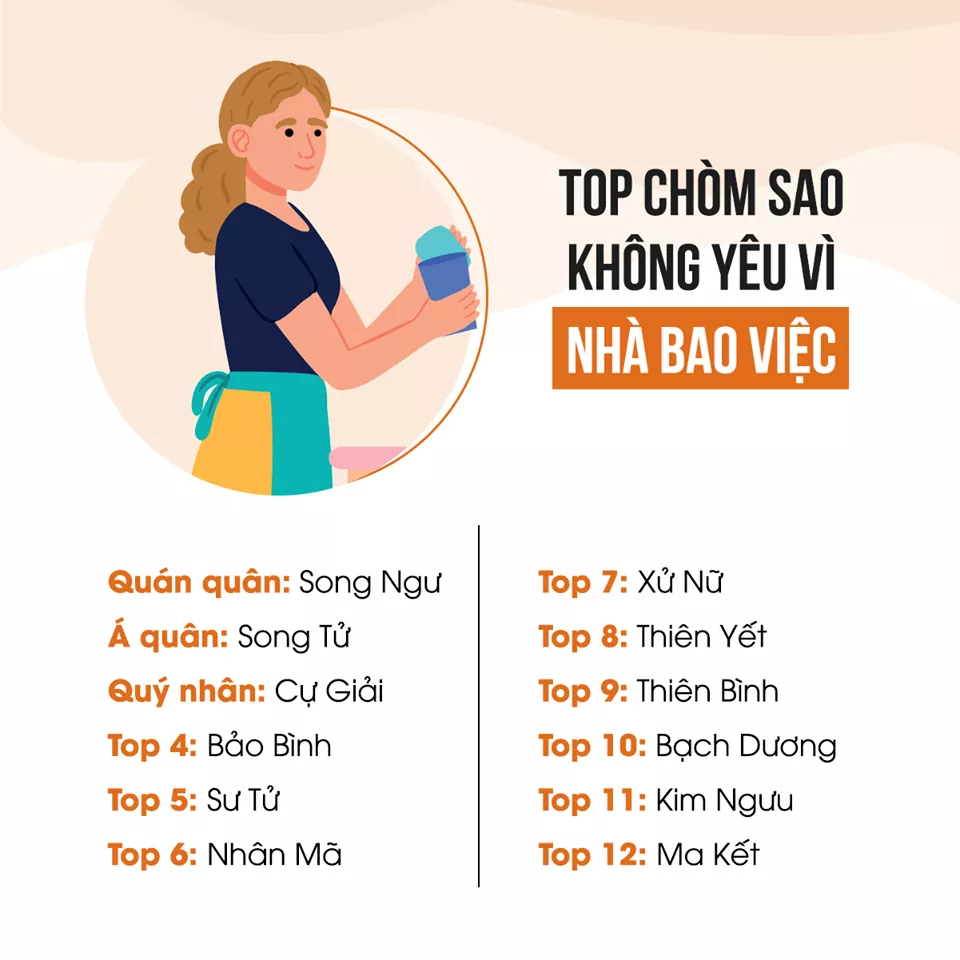 TOP CHÒM SAO
KHÔNG YÊU VÌ
NHÀ BAO VIỆC
Quán quân: Song Ngư
Á quân: Song Tử
Quý nhân: Cự Giải
Top 4: Bảo Bình
Top 5: Sư Tử
Top 6: Nhân Mã
Top 7: Xử Nữ
Top 8: Thiên Yết
Top 9: Thiên Bình
Top 10: Bạch Dương
Top 11: Kim Ngưu
Top 12: Ma Kết